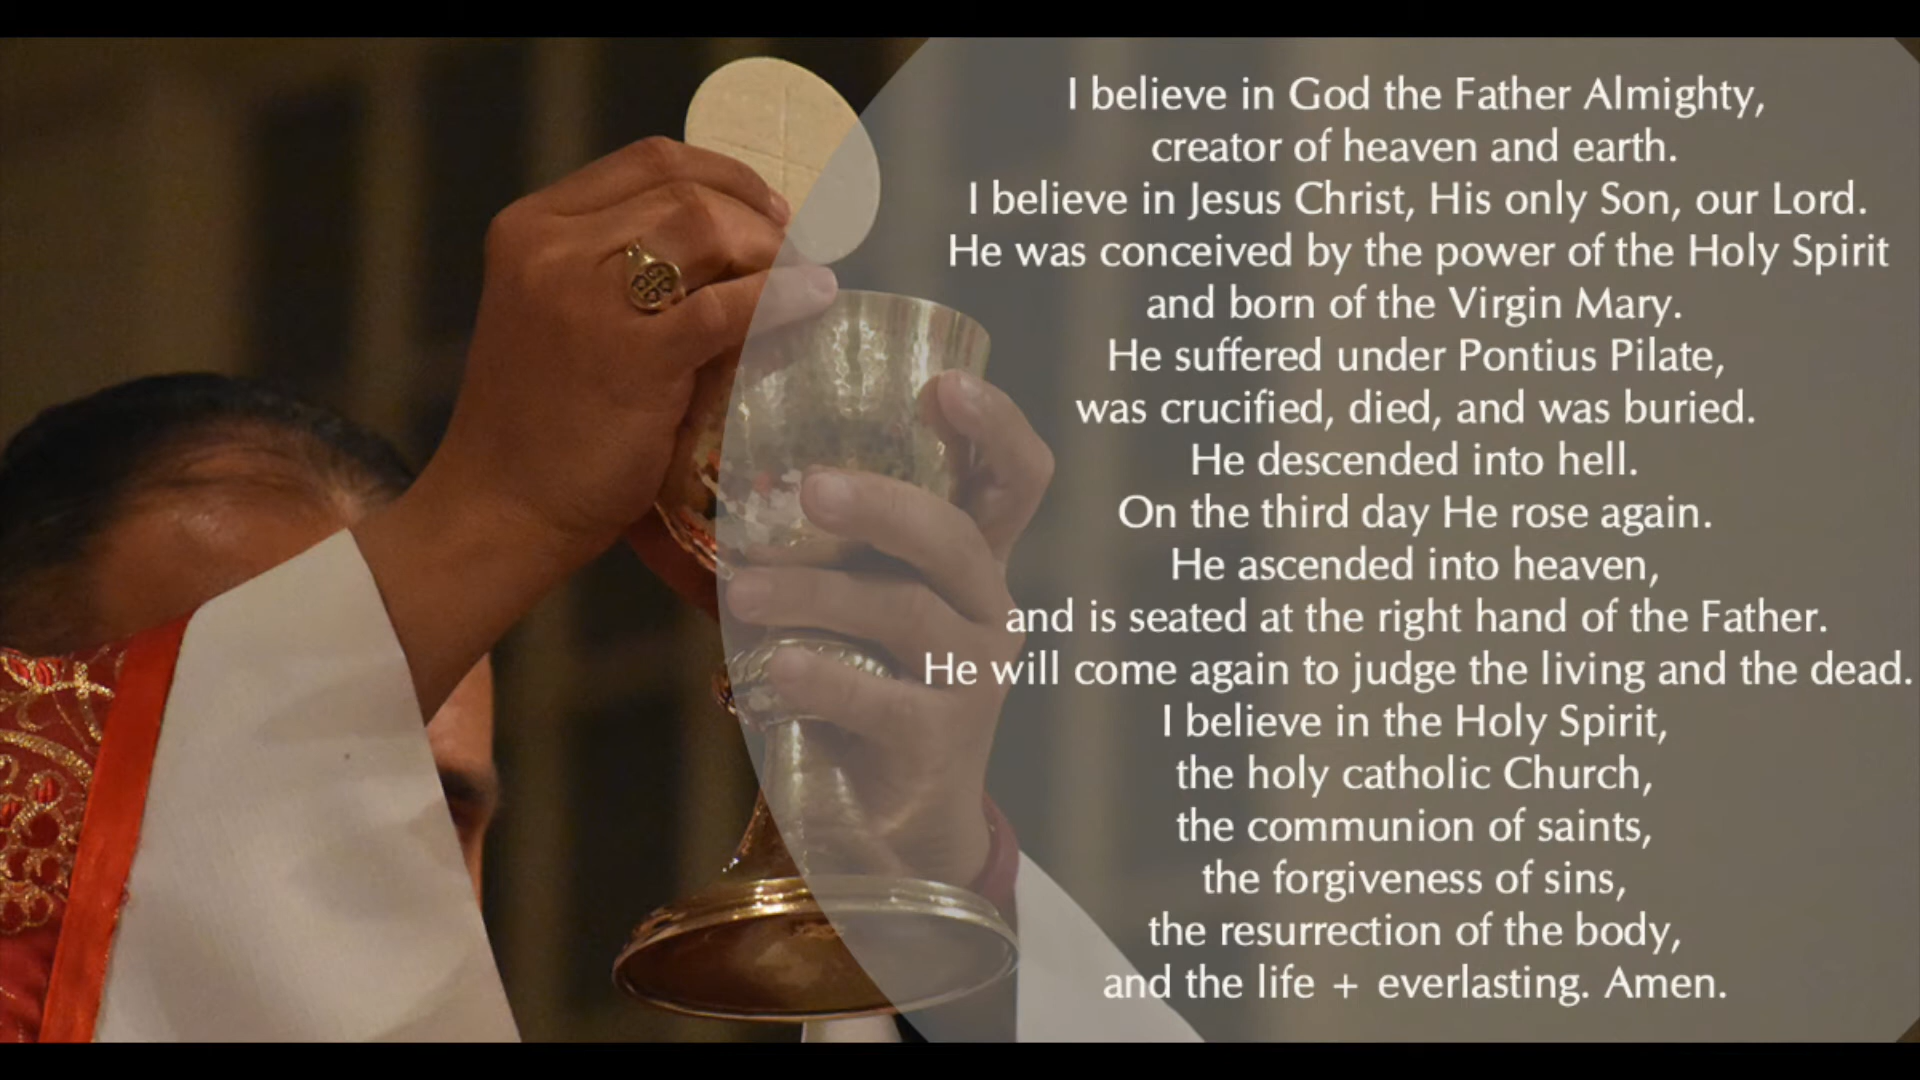 I believe in God the Father Almighty,
creator of heaven and earth.
I believe in Jesus Christ, His only Son, our Lord.
He was conceived by the power of the Holy Spirit
and born of the Virgin Mary.
He suffered under Pontius Pilate,
was crucified, died, and was buried.
He descended into hell.
On the third day He rose again.
He ascended into heaven,
and is seated at the right hand of the Father.
He will come again to judge the living and the dead.
I believe in the Holy Spirit,
the holy catholic Church,
the communion of saints,
the forgiveness of sins,
the resurrection of the body,
and the life + everlasting. Amen.